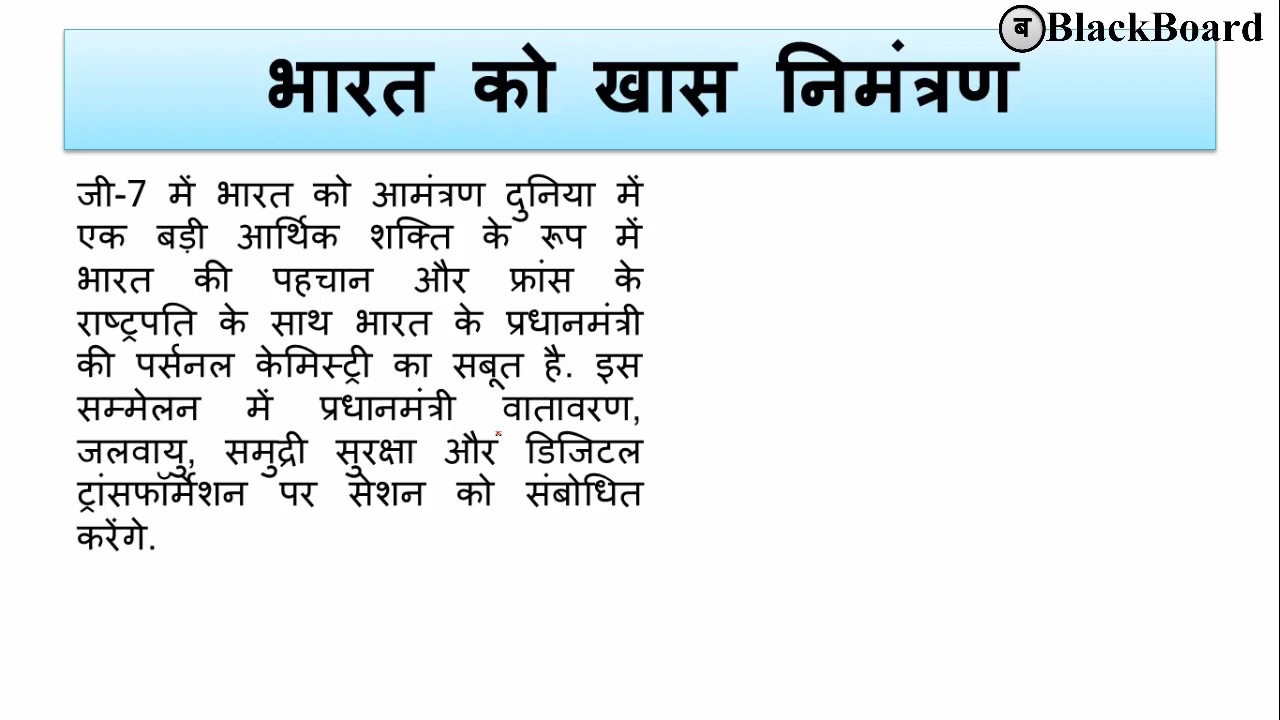 ब BlackBoard
भारत को खास निमंत्रण
जी-7 में भारत को आमंत्रण दुनिया में
एक बड़ी आर्थिक शक्ति के रूप में
भारत की पहचान और फ्रांस के
राष्ट्रपति के साथ भारत के प्रधानमंत्री
की पर्सनल केमिस्ट्री का सबूत है. इस
सम्मेलन में प्रधानमंत्री वातावरण,
जलवायु, समुद्री सुरक्षा और डिजिटल
ट्रांसफॉर्मेशन पर सेशन को संबोधित
करेंगे.